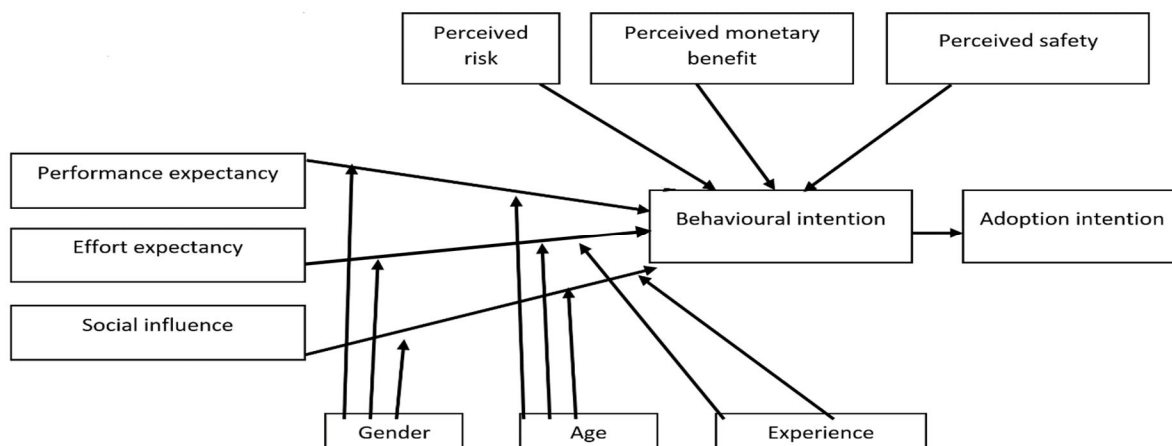 Perceived
risk
Perceived monetary
benefit
Perceived safety
Performance expectancy
Effort expectancy
Social influence
Behavioural intention
Adoption intention
Gender
Age
Experience